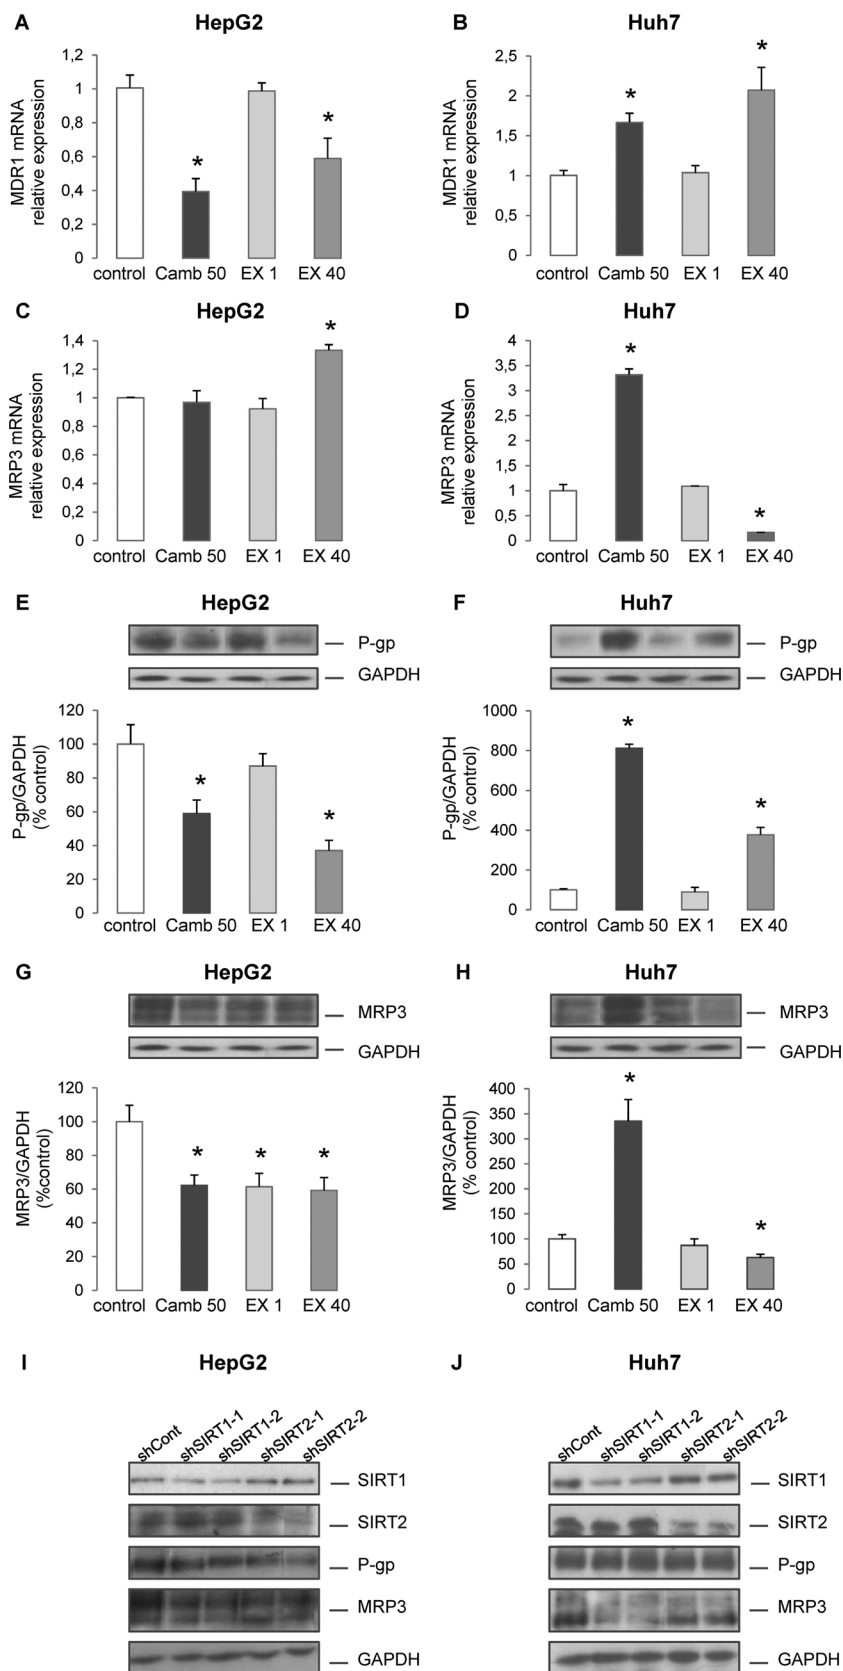 A HepG2
MDR1 mRNA
relative expression
1,2
1
0,8
0,6
0,4
0,2
0
*
*
control Camb 50 EX 1 EX 40
B Huh7
MDR1 mRNA
relative expression
2,5
2
1,5
1
0,5
0
*
*
control Camb 50 EX 1 EX 40
C HepG2
MRP3 mRNA
relative expression
1,4
1,2
1
0,8
0,6
0,4
0,2
0
*
control Camb 50 EX 1 EX 40
D Huh7
MRP3 mRNA
relative expression
4
3,5
3
2,5
2
1,5
1
0,5
0
*
*
control Camb 50 EX 1 EX 40
E HepG2
P-gp
GAPDH
P-gp/GAPDH
(% control)
120
100
80
60
40
20
0
*
*
control Camb 50 EX 1 EX 40
F Huh7
P-gp
GAPDH
P-gp/GAPDH
(% control)
1000
800
600
400
200
0
*
*
control Camb 50 EX 1 EX 40
G HepG2
MRP3
GAPDH
MRP3/GAPDH
(%control)
120
100
80
60
40
20
0
* * *
control Camb 50 EX 1 EX 40
H Huh7
MRP3
GAPDH
MRP3/GAPDH
(% control)
400
350
300
250
200
150
100
50
0
*
*
control Camb 50 EX 1 EX 40
I HepG2
shCont shSIRT1-1 shSIRT1-2 shSIRT2-1 shSIRT2-2
SIRT1
SIRT2
P-gp
MRP3
GAPDH
J Huh7
shCont shSIRT1-1 shSIRT1-2 shSIRT2-1 shSIRT2-2
SIRT1
SIRT2
P-gp
MRP3
GAPDH